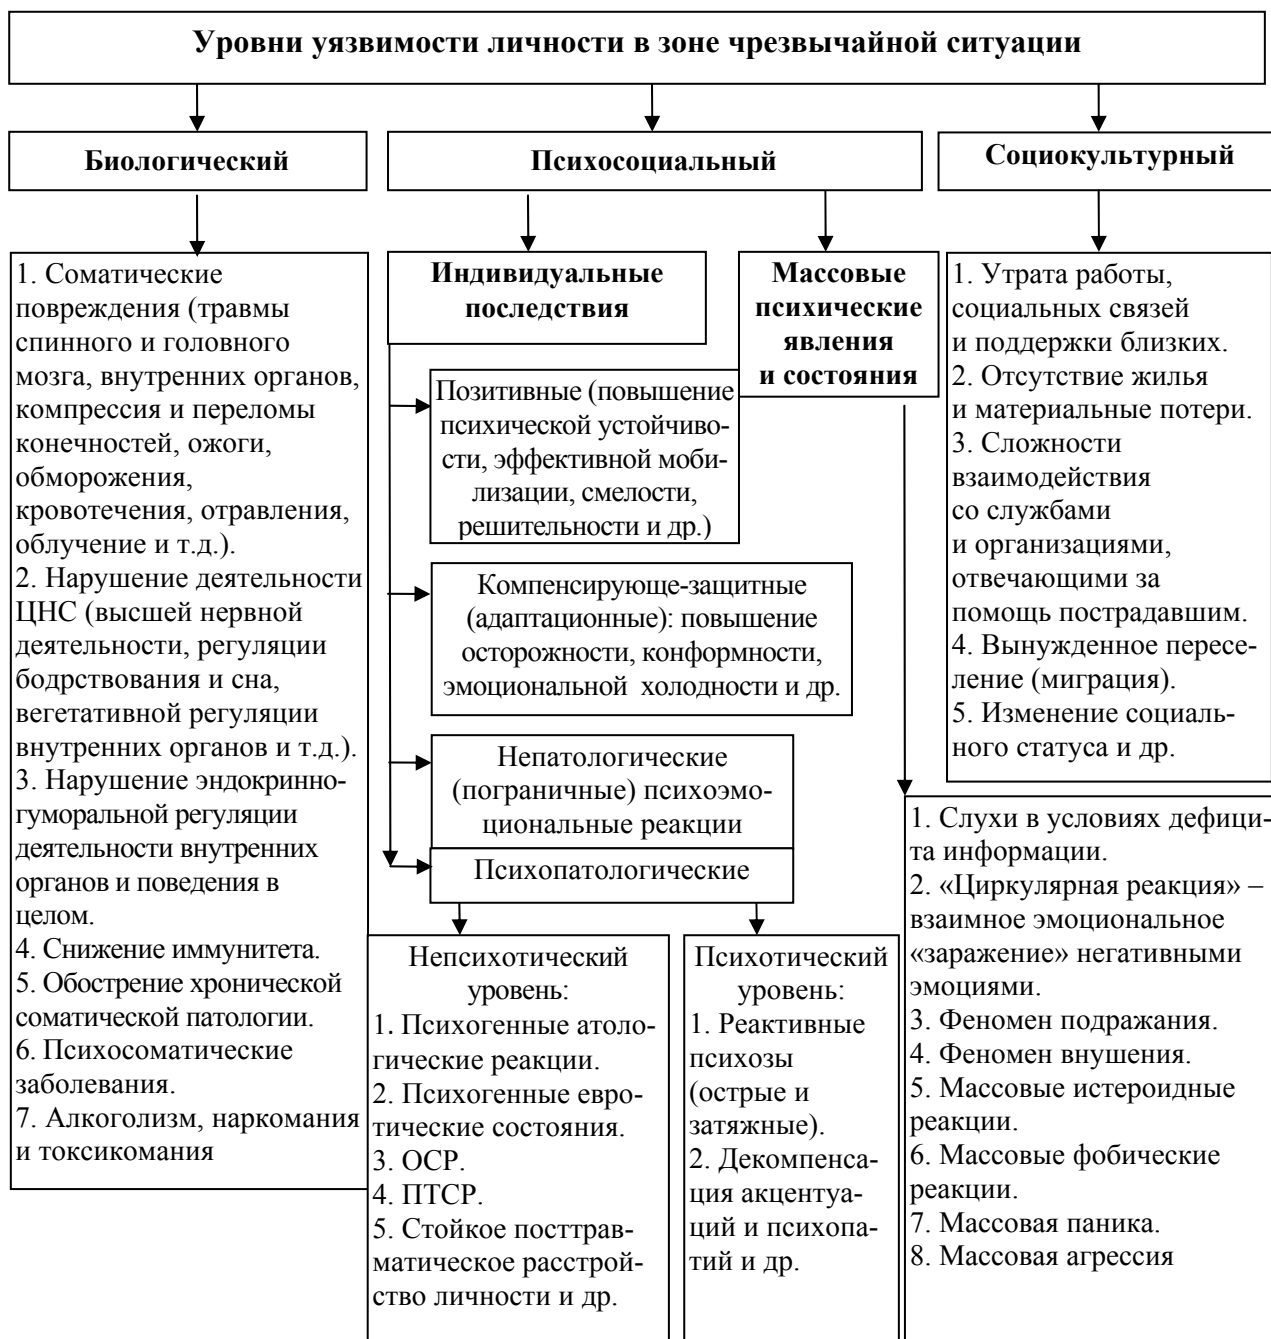 Уровни уязвимости личности в зоне чрезвычайной ситуации
Биологический
Психосоциальный
Социокультурный
1. Соматические
повреждения (травмы
спинного и головного
мозга, внутренних органов,
компрессия и переломы
конечностей, ожоги,
обморожения,
кровотечения, отравления,
облучение и т.д.).
2. Нарушение деятельности
ЦНС (высшей нервной
деятельности, регуляции
бодрствования и сна,
вегетативной регуляции
внутренних органов и т.д.).
3. Нарушение эндокринно-
гуморальной регуляции
деятельности внутренних
органов и поведения в
целом.
4. Снижение иммунитета.
5. Обострение хронической
соматической патологии.
6. Психосоматические
заболевания.
7. Алкоголизм, наркомания
и токсикомания
Индивидуальные
последствия
Позитивные (повышение
психической устойчиво-
сти, эффективной моби-
лизации, смелости,
решительности и др.)
Компенсирующе-защитные
(адаптационные): повышение
осторожности, конформности,
эмоциональной холодности и др.
Непатологические
(пограничные) психоэмо-
циональные реакции
Психопатологические
Непсихотический
уровень:
1. Психогенные атоло-
гические реакции.
2. Психогенные евро-
тические состояния.
3. ОСР.
4. ПТСР.
5. Стойкое посттрав-
матическое расстрой-
ство личности и др.
Психотический
уровень:
1. Реактивные
психозы
(острые и
затяжные).
2. Декомпенса-
ция акцентуа-
ций и психопа-
тий и др.
Массовые
психические
явления
и состояния
1. Утрата работы,
социальных связей
и поддержки близких.
2. Отсутствие жилья
и материальные потери.
3. Сложности
взаимодействия
со службами
и организациями,
отвечающими за
помощь пострадавшим.
4. Вынужденное пересе-
ление (миграция).
5. Изменение социаль-
ного статуса и др.
1. Слухи в условиях дефици-
та информации.
2. «Циркулярная реакция» –
взаимное эмоциональное
«заражение» негативными
эмоциями.
3. Феномен подражания.
4. Феномен внушения.
5. Массовые истероидные
реакции.
6. Массовые фобические
реакции.
7. Массовая паника.
8. Массовая агрессия